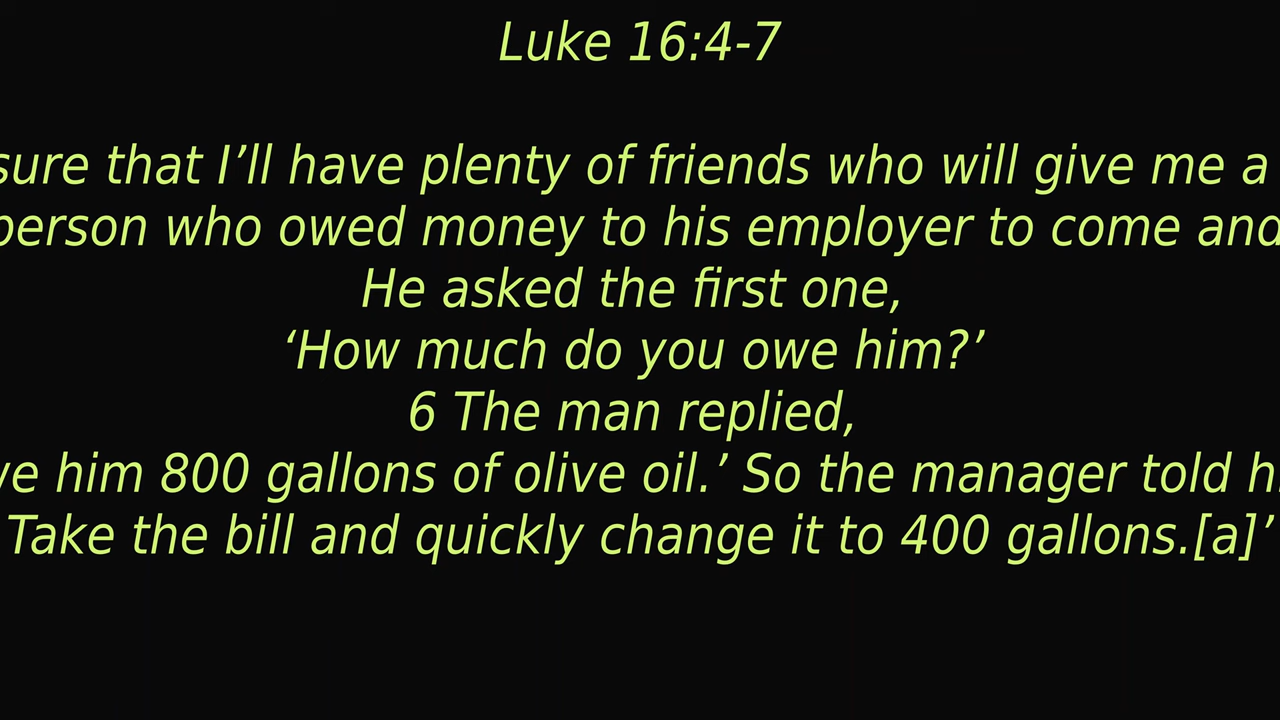 Luke 16:4-7
sure that I’ll have plenty of friends who will give me a
person who owed money to his employer to come and
He asked the first one,
‘How much do you owe him?’
6 The man replied,
him 800 gallons of olive oil.’ So the manager told
Take the bill and quickly change it to 400 gallons.[a]’